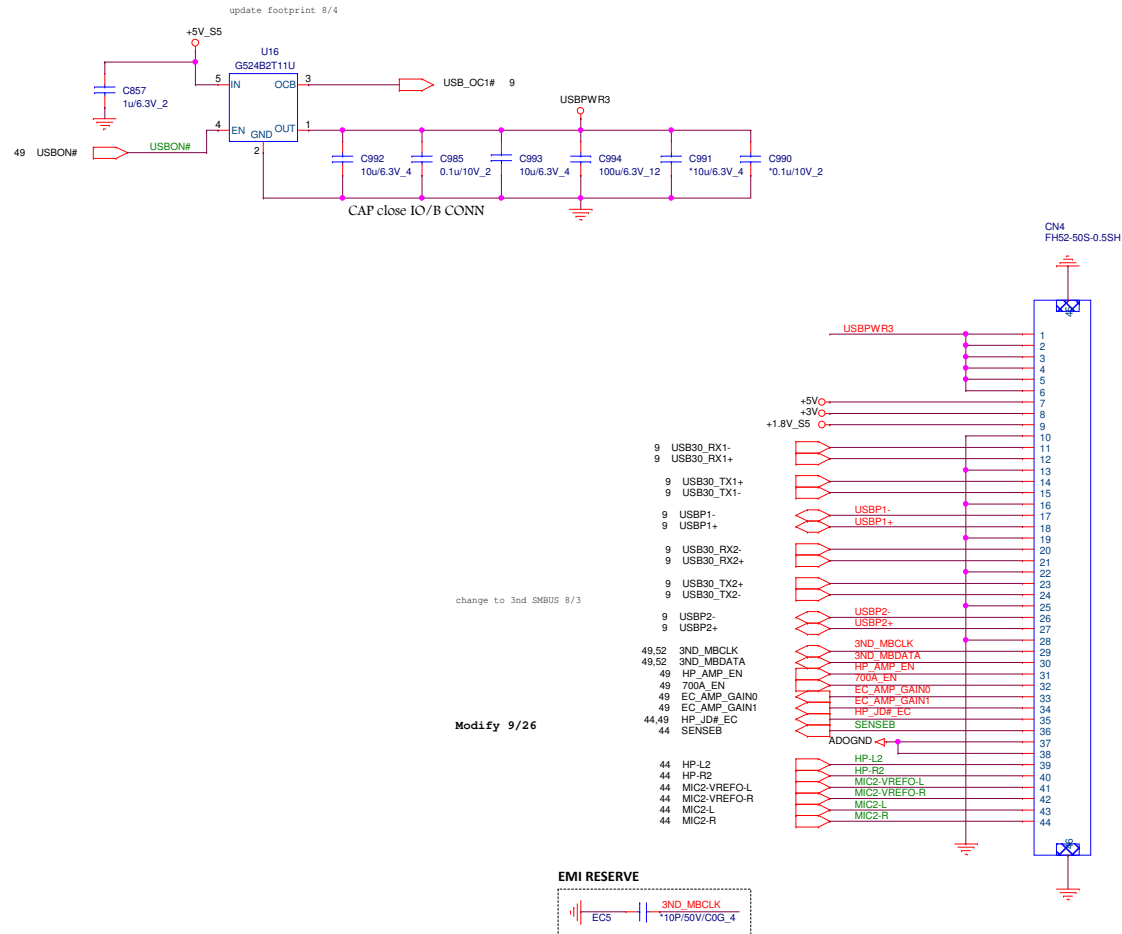 update footprint 8/4
+5V_S5
U16
G524B2T11U
C857
1u/6.3V_2
5 IN OCB 3
USB_OC1# 9
4 EN GND OUT 1
2
49 USBON# USBON#
USBPWR3
C992
10u/6.3V_4
C985
0.1u/10V_2
C993
10u/6.3V_4
C994
100u/6.3V_12
C991
*10u/6.3V_4
C990
*0.1u/10V_2
CAP close IO/B CONN
CN4
FH52-50S-0.5SH
45
USBPWR3 1
2
3
4
5
6
+5V 7
+3V 8
+1.8V_S5 9
10
9 USB30_RX1- 11
9 USB30_RX1+ 12
13
9 USB30_TX1+ 14
9 USB30_TX1- 15
16
9 USBP1- USBP1- 17
9 USBP1+ USBP1+ 18
19
9 USB30_RX2- 20
9 USB30_RX2+ 21
22
9 USB30_TX2+ 23
9 USB30_TX2- 24
change to 3nd SMBUS 8/3
25
9 USBP2- USBP2- 26
9 USBP2+ USBP2+ 27
28
49,52 3ND_MBCLK 3ND_MBCLK 29
49,52 3ND_MBDATA 3ND_MBDATA 30
49 HP_AMP_EN HP_AMP_EN 31
49 700A_EN 700A_EN 32
49 EC_AMP_GAIN0 EC_AMP_GAIN0 33
49 EC_AMP_GAIN1 EC_AMP_GAIN1 34
44,49 HP_JD#_EC HP_JD#_EC 35
Modify 9/26
44 SENSEB SENSEB 36
ADOGND 37
38
44 HP-L2 HP-L2 39
44 HP-R2 HP-R2 40
44 MIC2-VREFO-L MIC2-VREFO-L 41
44 MIC2-VREFO-R MIC2-VREFO-R 42
44 MIC2-L MIC2-L 43
44 MIC2-R MIC2-R 44
46
EMI RESERVE
EC5 3ND_MBCLK
*10P/50V/C0G_4